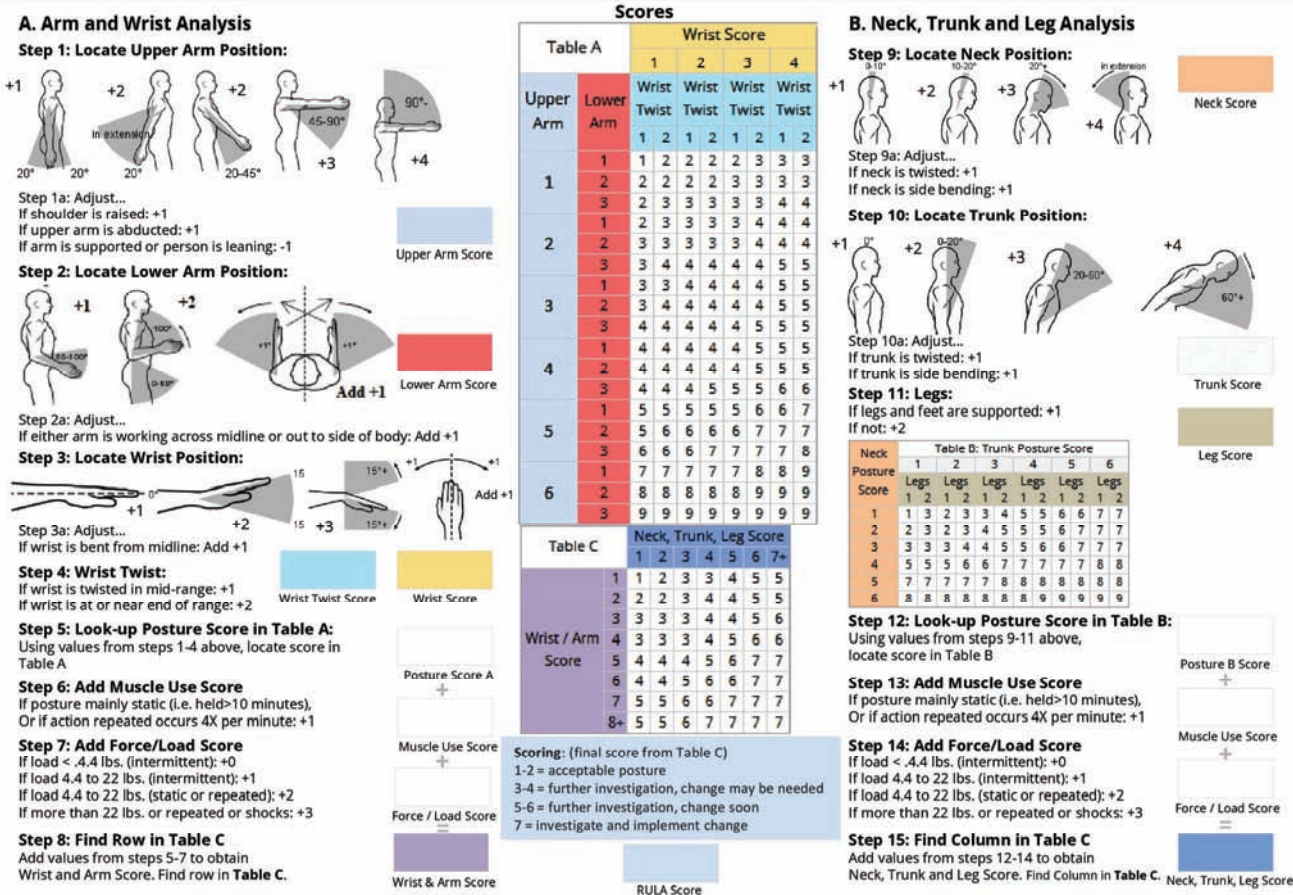 A. Arm and Wrist Analysis
Step 1: Locate Upper Arm Position:
+1
+2
+2
90°-
In extension
45-90°
+3
+4
20°
20°
20°
20-45°
Step 1a: Adjust...
If shoulder is raised: +1
If upper arm is abducted: +1
If arm is supported or person is leaning: -1
Upper Arm Score
Step 2: Locate Lower Arm Position:
+1
+2
100°
0-60°
+1°
+1°
Add +1
Lower Arm Score
Step 2a: Adjust...
If either arm is working across midline or out to side of body: Add +1
Step 3: Locate Wrist Position:
0°
+1
15
+2
15
15°+
+3
15°+
+1
+1
Add +1
Step 3a: Adjust...
If wrist is bent from midline: Add +1
Step 4: Wrist Twist:
If wrist is twisted in mid-range: +1
If wrist is at or near end of range: +2
Wrist Twist Score
Wrist Score
Step 5: Look-up Posture Score in Table A:
Using values from steps 1-4 above, locate score in
Table A
Posture Score A
+
Step 6: Add Muscle Use Score
If posture mainly static (i.e. held>10 minutes),
Or if action repeated occurs 4X per minute: +1
Muscle Use Score
+
Step 7: Add Force/Load Score
If load < .4.4 lbs. (intermittent): +0
If load 4.4 to 22 lbs. (intermittent): +1
If load 4.4 to 22 lbs. (static or repeated): +2
If more than 22 lbs. or repeated or shocks: +3
Force / Load Score
=
Step 8: Find Row in Table C
Add values from steps 5-7 to obtain
Wrist and Arm Score. Find row in Table C.
Wrist & Arm Score
Scores
Table A Wrist Score
1 2 3 4
Upper Arm Lower Arm Wrist Twist Wrist Twist Wrist Twist Wrist Twist
1 2 1 2 1 2 1 2
1 1 1 2 2 2 2 3 3 3
2 2 2 2 2 3 3 3 3
3 2 3 3 3 3 3 4 4
2 1 2 3 3 3 3 4 4 4
2 3 3 3 3 3 4 4 4
3 3 4 4 4 4 4 5 5
3 1 3 3 4 4 4 4 5 5
2 3 4 4 4 4 4 5 5
3 4 4 4 4 4 5 5 5
4 1 4 4 4 4 4 5 5 5
2 4 4 4 4 4 5 5 5
3 4 4 4 5 5 5 6 6
5 1 5 5 5 5 5 6 6 7
2 5 6 6 6 6 7 7 7
3 6 6 6 7 7 7 7 8
6 1 7 7 7 7 7 8 8 9
2 8 8 8 8 8 9 9 9
3 9 9 9 9 9 9 9 9
Table C Neck, Trunk, Leg Score
1 2 3 4 5 6 7+
Wrist / Arm Score
1 1 2 3 3 4 5 5
2 2 2 3 4 4 5 5
3 3 3 3 4 4 5 6
4 3 3 3 4 5 6 6
5 4 4 4 5 6 7 7
6 4 4 5 6 6 7 7
7 5 5 6 6 7 7 7
8+ 5 5 6 7 7 7 7
Scoring: (final score from Table C)
1-2 = acceptable posture
3-4 = further investigation, change may be needed
5-6 = further investigation, change soon
7 = investigate and implement change
RULA Score
B. Neck, Trunk and Leg Analysis
Step 9: Locate Neck Position:
+1
0-10°
+2
10-20°
+3
20°+
in extension
+4
Neck Score
Step 9a: Adjust...
If neck is twisted: +1
If neck is side bending: +1
Step 10: Locate Trunk Position:
+1
0°
+2
0-20°
+3
20-60°
+4
60°+
Step 10a: Adjust...
If trunk is twisted: +1
If trunk is side bending: +1
Trunk Score
Step 11: Legs:
If legs and feet are supported: +1
If not: +2
Leg Score
Neck Posture Score Table B: Trunk Posture Score
1 2 3 4 5 6
Legs Legs Legs Legs Legs Legs
1 2 1 2 1 2 1 2 1 2 1 2
1 1 3 2 3 3 4 5 5 6 6 7 7
2 2 3 2 3 4 5 5 5 6 7 7 7
3 3 3 3 4 4 5 5 6 6 7 7 7
4 5 5 5 6 6 7 7 7 7 7 8 8
5 7 7 7 7 7 8 8 8 8 8 8 8
6 8 8 8 8 8 8 8 9 9 9 9 9
Step 12: Look-up Posture Score in Table B:
Using values from steps 9-11 above,
locate score in Table B
Posture B Score
+
Step 13: Add Muscle Use Score
If posture mainly static (i.e. held>10 minutes),
Or if action repeated occurs 4X per minute: +1
Muscle Use Score
+
Step 14: Add Force/Load Score
If load < .4.4 lbs. (intermittent): +0
If load 4.4 to 22 lbs. (intermittent): +1
If load 4.4 to 22 lbs. (static or repeated): +2
If more than 22 lbs. or repeated or shocks: +3
Force / Load Score
=
Step 15: Find Column in Table C
Add values from steps 12-14 to obtain
Neck, Trunk and Leg Score. Find Column in Table C.
Neck, Trunk, Leg Score